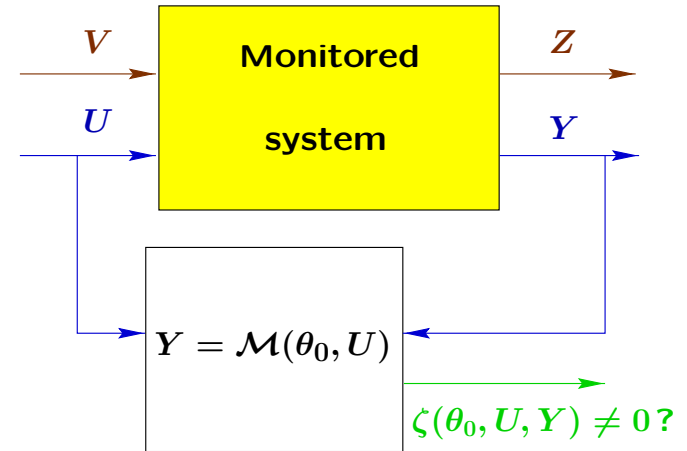 V
Monitored
Z
U
system
Y
Y = ℳ(θ₀, U)
ζ(θ₀, U, Y) ≠ 0 ?